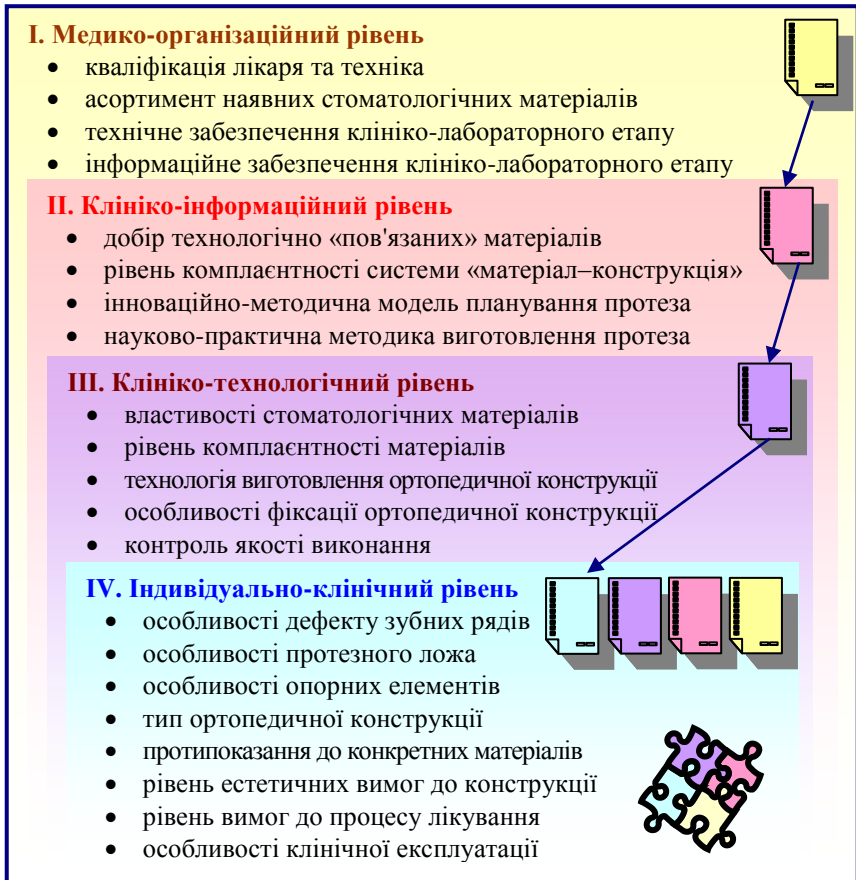 І. Медико-організаційний рівень
• кваліфікація лікаря та техніка
• асортимент наявних стоматологічних матеріалів
• технічне забезпечення клініко-лабораторного етапу
• інформаційне забезпечення клініко-лабораторного етапу
ІІ. Клініко-інформаційний рівень
• добір технологічно «пов'язаних» матеріалів
• рівень комплаєнтності системи «матеріал–конструкція»
• інноваційно-методична модель планування протеза
• науково-практична методика виготовлення протеза
ІІІ. Клініко-технологічний рівень
• властивості стоматологічних матеріалів
• рівень комплаєнтності матеріалів
• технологія виготовлення ортопедичної конструкції
• особливості фіксації ортопедичної конструкції
• контроль якості виконання
IV. Індивідуально-клінічний рівень
• особливості дефекту зубних рядів
• особливості протезного ложа
• особливості опорних елементів
• тип ортопедичної конструкції
• протипоказання до конкретних матеріалів
• рівень естетичних вимог до конструкції
• рівень вимог до процесу лікування
• особливості клінічної експлуатації